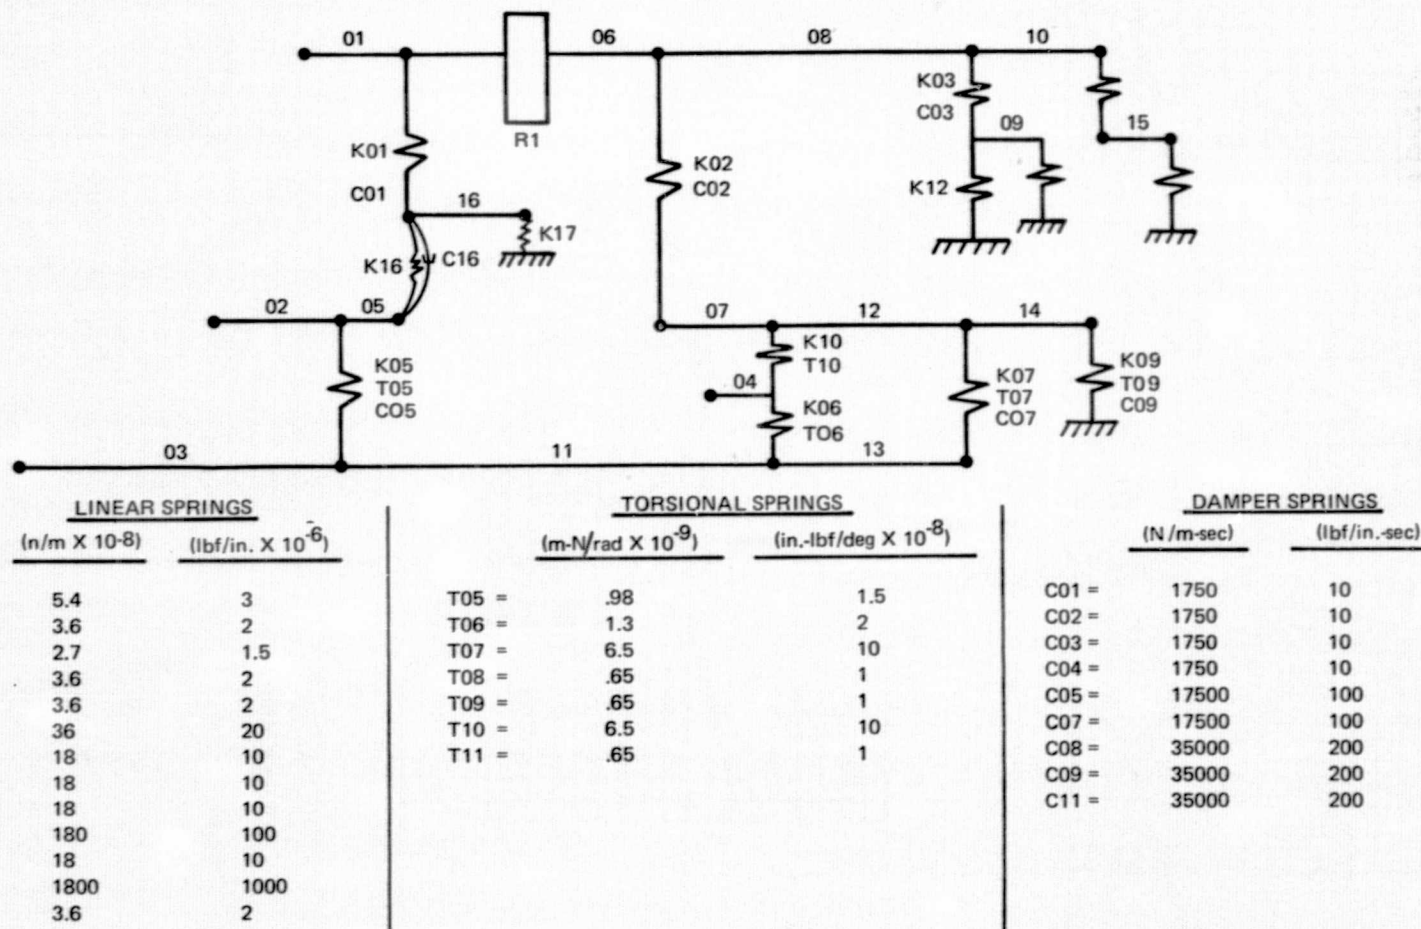 01
06
08
10
K03
C03
09
15
R1
K01
C01
K02
C02
K12
16
K17
K16
C16
02
05
07
12
14
K10
T10
04
K05
T05
CO5
K06
TO6
K07
T07
CO7
K09
T09
C09
03
11
13
LINEAR SPRINGS
(n/m X 10-8) (lbf/in. X 10-6)
5.4 3
3.6 2
2.7 1.5
3.6 2
3.6 2
36 20
18 10
18 10
18 10
180 100
18 10
1800 1000
3.6 2
TORSIONAL SPRINGS
(m-N/rad X 10-9) (in.-lbf/deg X 10-8)
T05 = .98 1.5
T06 = 1.3 2
T07 = 6.5 10
T08 = .65 1
T09 = .65 1
T10 = 6.5 10
T11 = .65 1
DAMPER SPRINGS
(N/m-sec) (lbf/in.-sec)
C01 = 1750 10
C02 = 1750 10
C03 = 1750 10
C04 = 1750 10
C05 = 17500 100
C07 = 17500 100
C08 = 35000 200
C09 = 35000 200
C11 = 35000 200